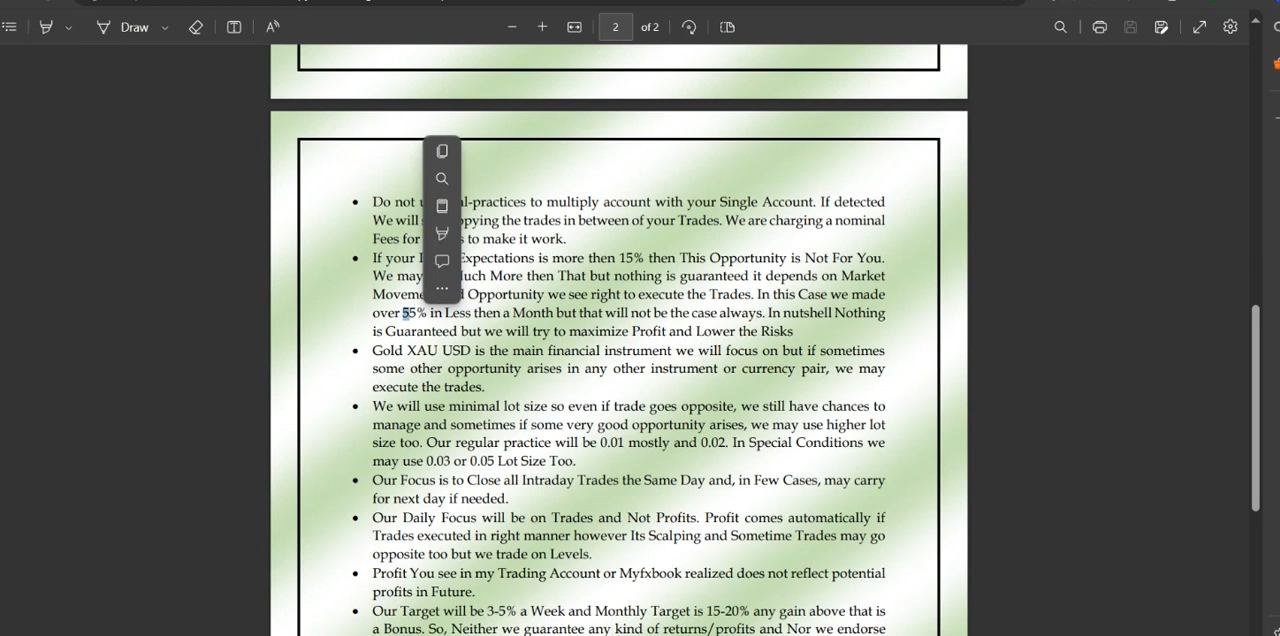 Draw
2
of 2
Do not l-practices to multiply account with your Single Account. If detected
We will pying the trades in between of your Trades. We are charging a nominal
Fees for s to make it work.
If your Expectations is more then 15% then This Opportunity is Not For You.
We may uch More then That but nothing is guaranteed it depends on Market
Moveme Opportunity we see right to execute the Trades. In this Case we made
over 55% in Less then a Month but that will not be the case always. In nutshell Nothing
is Guaranteed but we will try to maximize Profit and Lower the Risks
Gold XAU USD is the main financial instrument we will focus on but if sometimes
some other opportunity arises in any other instrument or currency pair, we may
execute the trades.
We will use minimal lot size so even if trade goes opposite, we still have chances to
manage and sometimes if some very good opportunity arises, we may use higher lot
size too. Our regular practice will be 0.01 mostly and 0.02. In Special Conditions we
may use 0.03 or 0.05 Lot Size Too.
Our Focus is to Close all Intraday Trades the Same Day and, in Few Cases, may carry
for next day if needed.
Our Daily Focus will be on Trades and Not Profits. Profit comes automatically if
Trades executed in right manner however Its Scalping and Sometime Trades may go
opposite too but we trade on Levels.
Profit You see in my Trading Account or Myfxbook realized does not reflect potential
profits in Future.
Our Target will be 3-5% a Week and Monthly Target is 15-20% any gain above that is
a Bonus. So, Neither we guarantee any kind of returns/profits and Nor we endorse